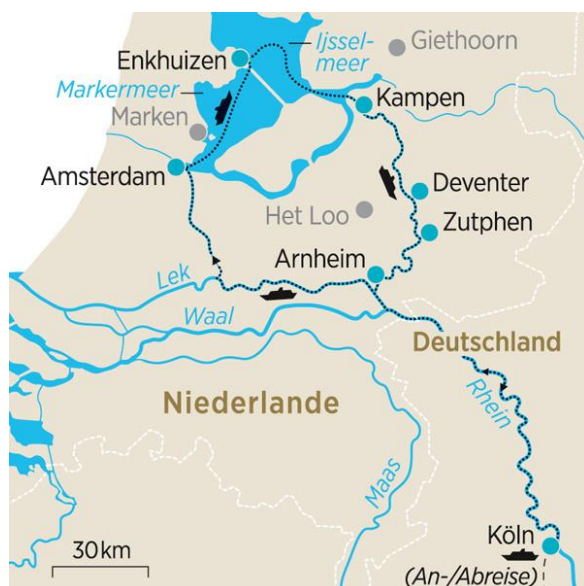 Ijssel-
meer
Giethoorn
Enkhuizen
Markermeer
Marken
Kampen
Amsterdam
Deventer
Het Loo
Zutphen
Arnheim
Lek
Waal
Deutschland
Rhein
Niederlande
Maas
30 km
Köln
(An-/Abreise)